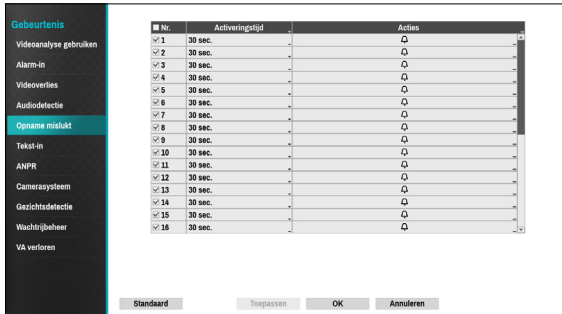 Gebeurtenis
Videoanalyse gebruiken
Alarm-in
Videoverlies
Audiodetectie
Opname mislukt
Tekst-in
ANPR
Camerasysteem
Gezichtsdetectie
Wachtrijbeheer
VA verloren
Nr. Activeringstijd Acties
1 30 sec.
2 30 sec.
3 30 sec.
4 30 sec.
5 30 sec.
6 30 sec.
7 30 sec.
8 30 sec.
9 30 sec.
10 30 sec.
11 30 sec.
12 30 sec.
13 30 sec.
14 30 sec.
15 30 sec.
16 30 sec.
Standaard Toepassen OK Annuleren